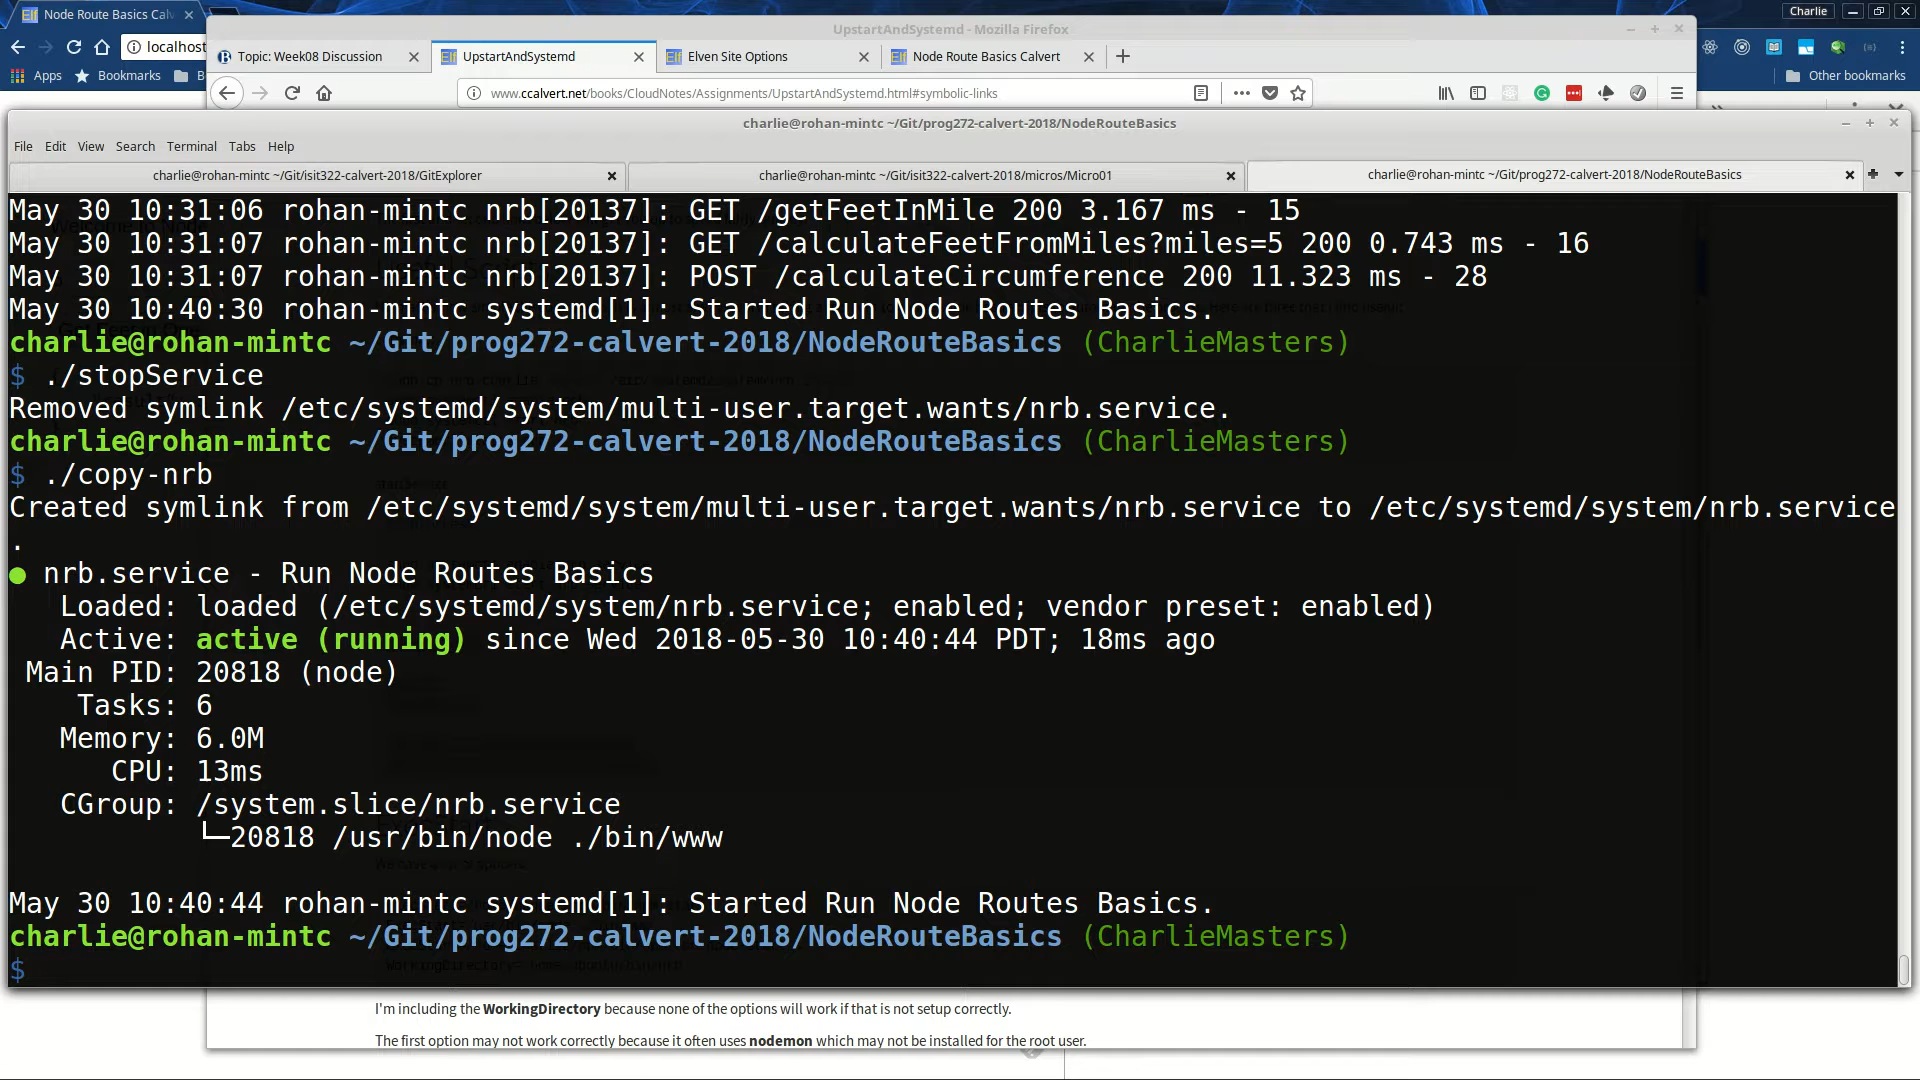 Node Route Basics Calv
Charlie
UpstartAndSystemd - Mozilla Firefox
localhost
Topic: Week08 Discussion
UpstartAndSystemd
Elven Site Options
Node Route Basics Calvert
Apps
Bookmarks
B
www.ccalvert.net/books/CloudNotes/Assignments/UpstartAndSystemd.html#symbolic-links
Other bookmarks
charlie@rohan-mintc ~/Git/prog272-calvert-2018/NodeRouteBasics
File Edit View Search Terminal Tabs Help
charlie@rohan-mintc ~/Git/isit322-calvert-2018/GitExplorer
charlie@rohan-mintc ~/Git/isit322-calvert-2018/micros/Micro01
charlie@rohan-mintc ~/Git/prog272-calvert-2018/NodeRouteBasics
May 30 10:31:06 rohan-mintc nrb[20137]: GET /getFeetInMile 200 3.167 ms - 15
May 30 10:31:07 rohan-mintc nrb[20137]: GET /calculateFeetFromMiles?miles=5 200 0.743 ms - 16
May 30 10:31:07 rohan-mintc nrb[20137]: POST /calculateCircumference 200 11.323 ms - 28
May 30 10:40:30 rohan-mintc systemd[1]: Started Run Node Routes Basics.
charlie@rohan-mintc ~/Git/prog272-calvert-2018/NodeRouteBasics (CharlieMasters)
$ ./stopService
Removed symlink /etc/systemd/system/multi-user.target.wants/nrb.service.
charlie@rohan-mintc ~/Git/prog272-calvert-2018/NodeRouteBasics (CharlieMasters)
$ ./copy-nrb
Created symlink from /etc/systemd/system/multi-user.target.wants/nrb.service to /etc/systemd/system/nrb.service
.
● nrb.service - Run Node Routes Basics
Loaded: loaded (/etc/systemd/system/nrb.service; enabled; vendor preset: enabled)
Active: active (running) since Wed 2018-05-30 10:40:44 PDT; 18ms ago
Main PID: 20818 (node)
Tasks: 6
Memory: 6.0M
CPU: 13ms
CGroup: /system.slice/nrb.service
└─20818 /usr/bin/node ./bin/www
May 30 10:40:44 rohan-mintc systemd[1]: Started Run Node Routes Basics.
charlie@rohan-mintc ~/Git/prog272-calvert-2018/NodeRouteBasics (CharlieMasters)
$
I'm including the WorkingDirectory because none of the options will work if that is not setup correctly.
The first option may not work correctly because it often uses nodemon which may not be installed for the root user.